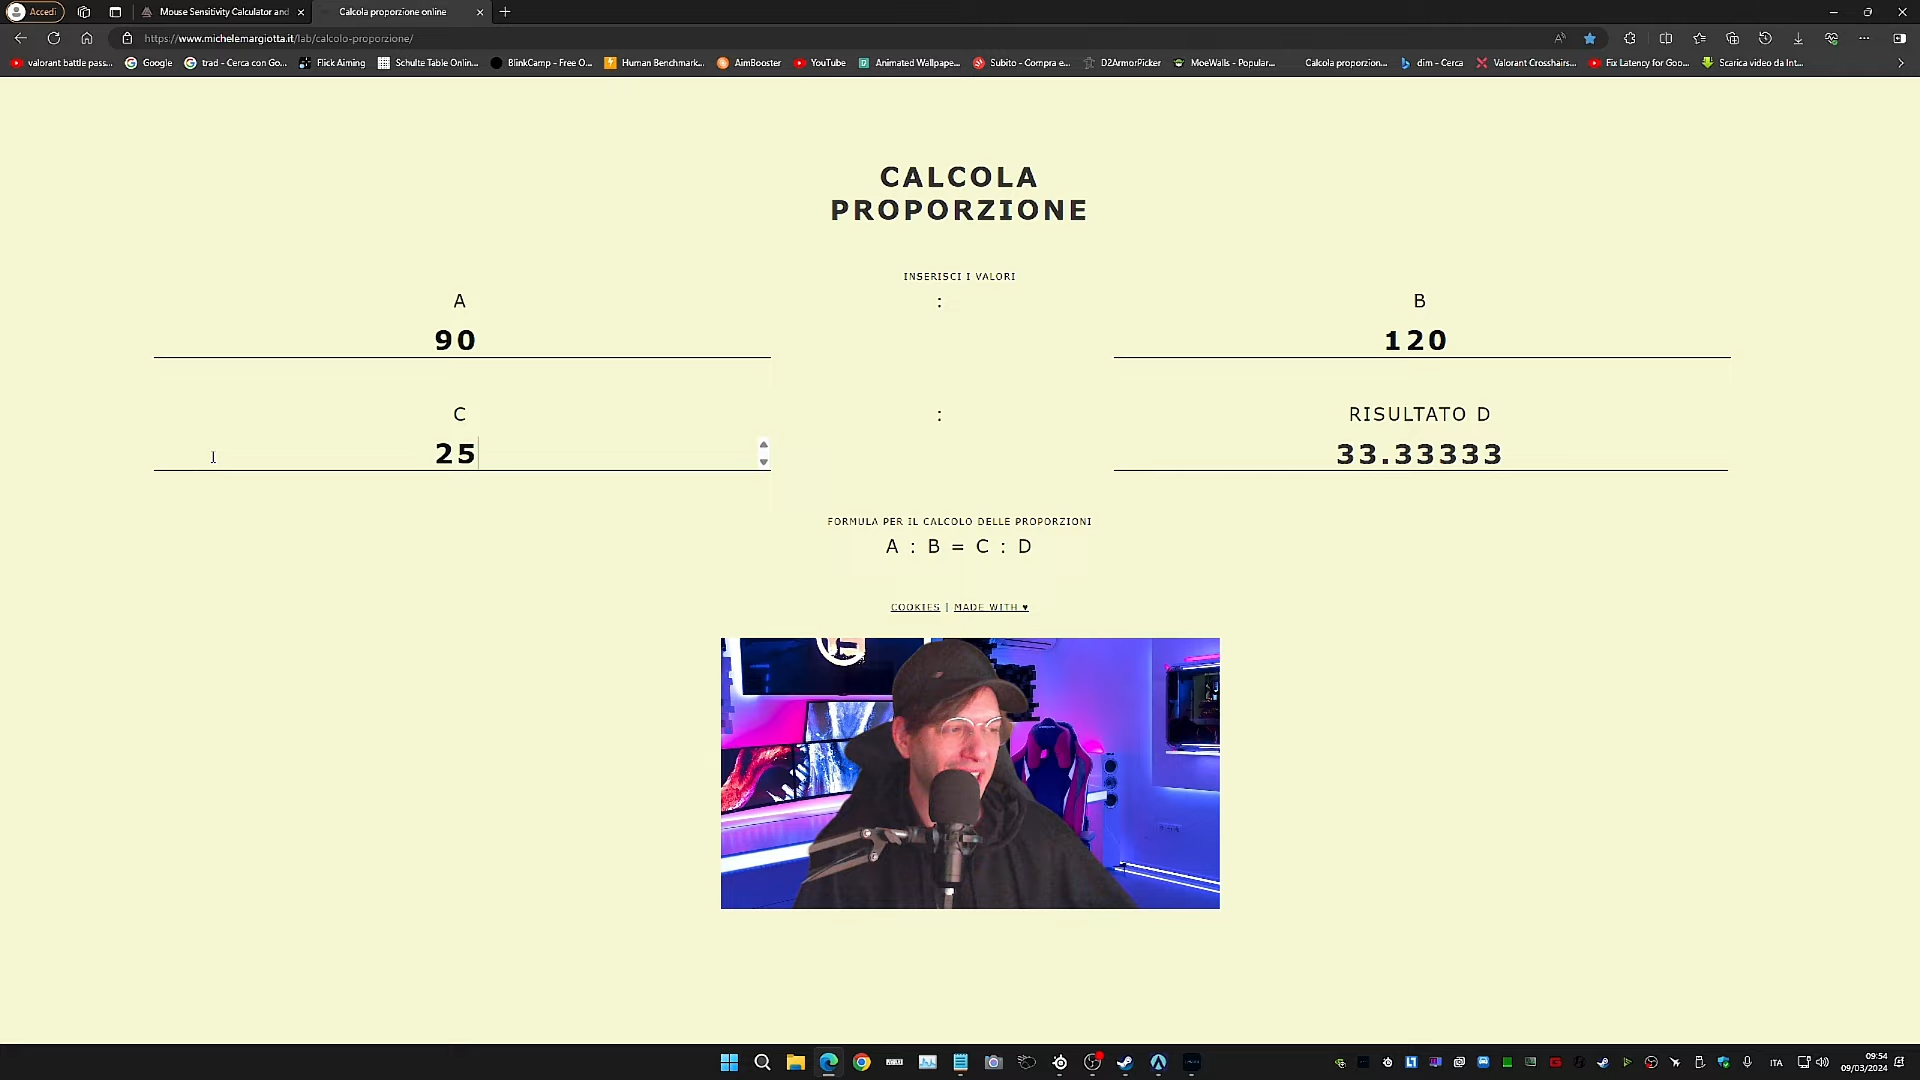 Accedi
Mouse Sensitivity Calculator and
Calcola proporzione online
https://www.michelemargiotta.it/lab/calcolo-proporzione/
valorant battle pass...
Google
trad - Cerca con Go...
Flick Aiming
Schulte Table Onlin...
BlinkCamp - Free O...
Human Benchmark...
AimBooster
YouTube
Animated Wallpape...
Subito - Compra e...
D2ArmorPicker
MoeWalls - Popular...
Calcola proporzion...
dim - Cerca
Valorant Crosshairs...
Fix Latency for Goo...
Scarica video da Int...
CALCOLA
PROPORZIONE
INSERISCI I VALORI
A
:
B
90
120
C
:
RISULTATO D
25
33.33333
FORMULA PER IL CALCOLO DELLE PROPORZIONI
A : B = C : D
COOKIES | MADE WITH ♥
ITA
09:54
09/03/2024